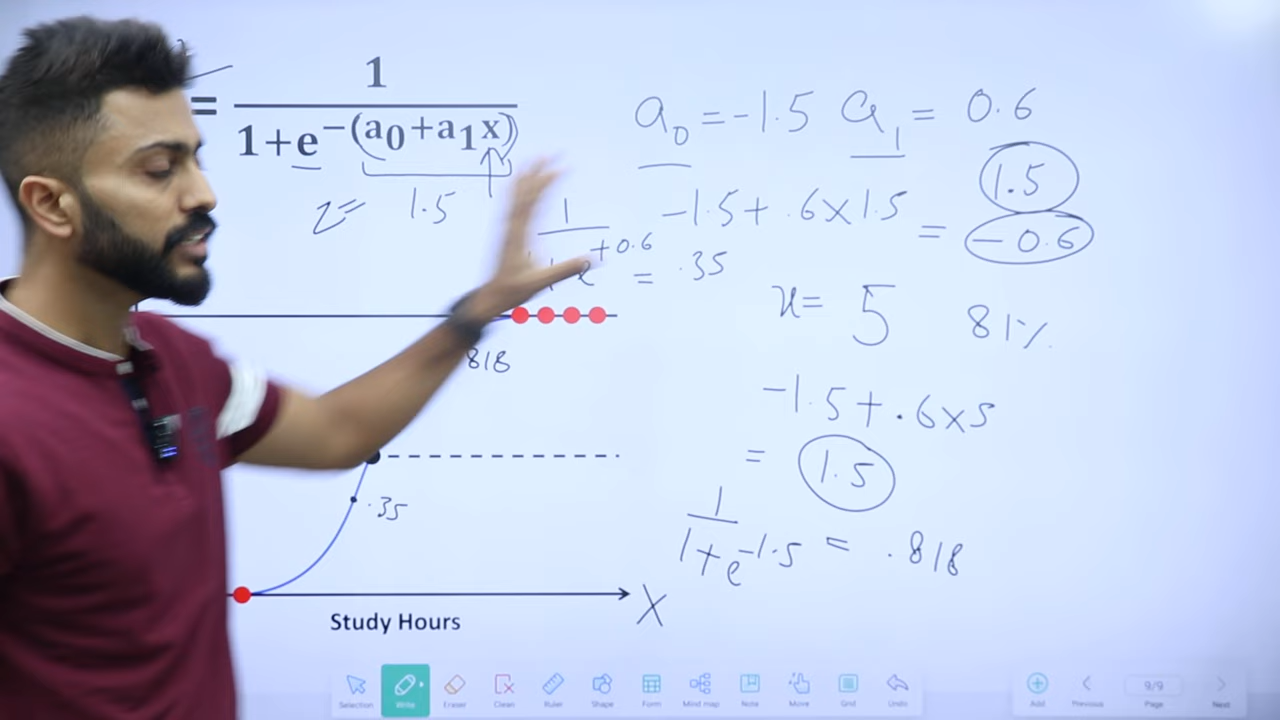 = 1
1+e-(a0+a1x)
z= 1.5
a0 = -1.5 a1 = 0.6
1.5
-1.5+ .6x1.5 = -0.6
1
e+0.6 = .35
x= 5 81%
818
-1.5+ .6x5
= 1.5
.35
1
1+e-1.5 = .818
X
Study Hours
Selection Write Eraser Clean Ruler Shape Form Mind map Note Move Grid Undo
Add Previous 9/9 Page Next